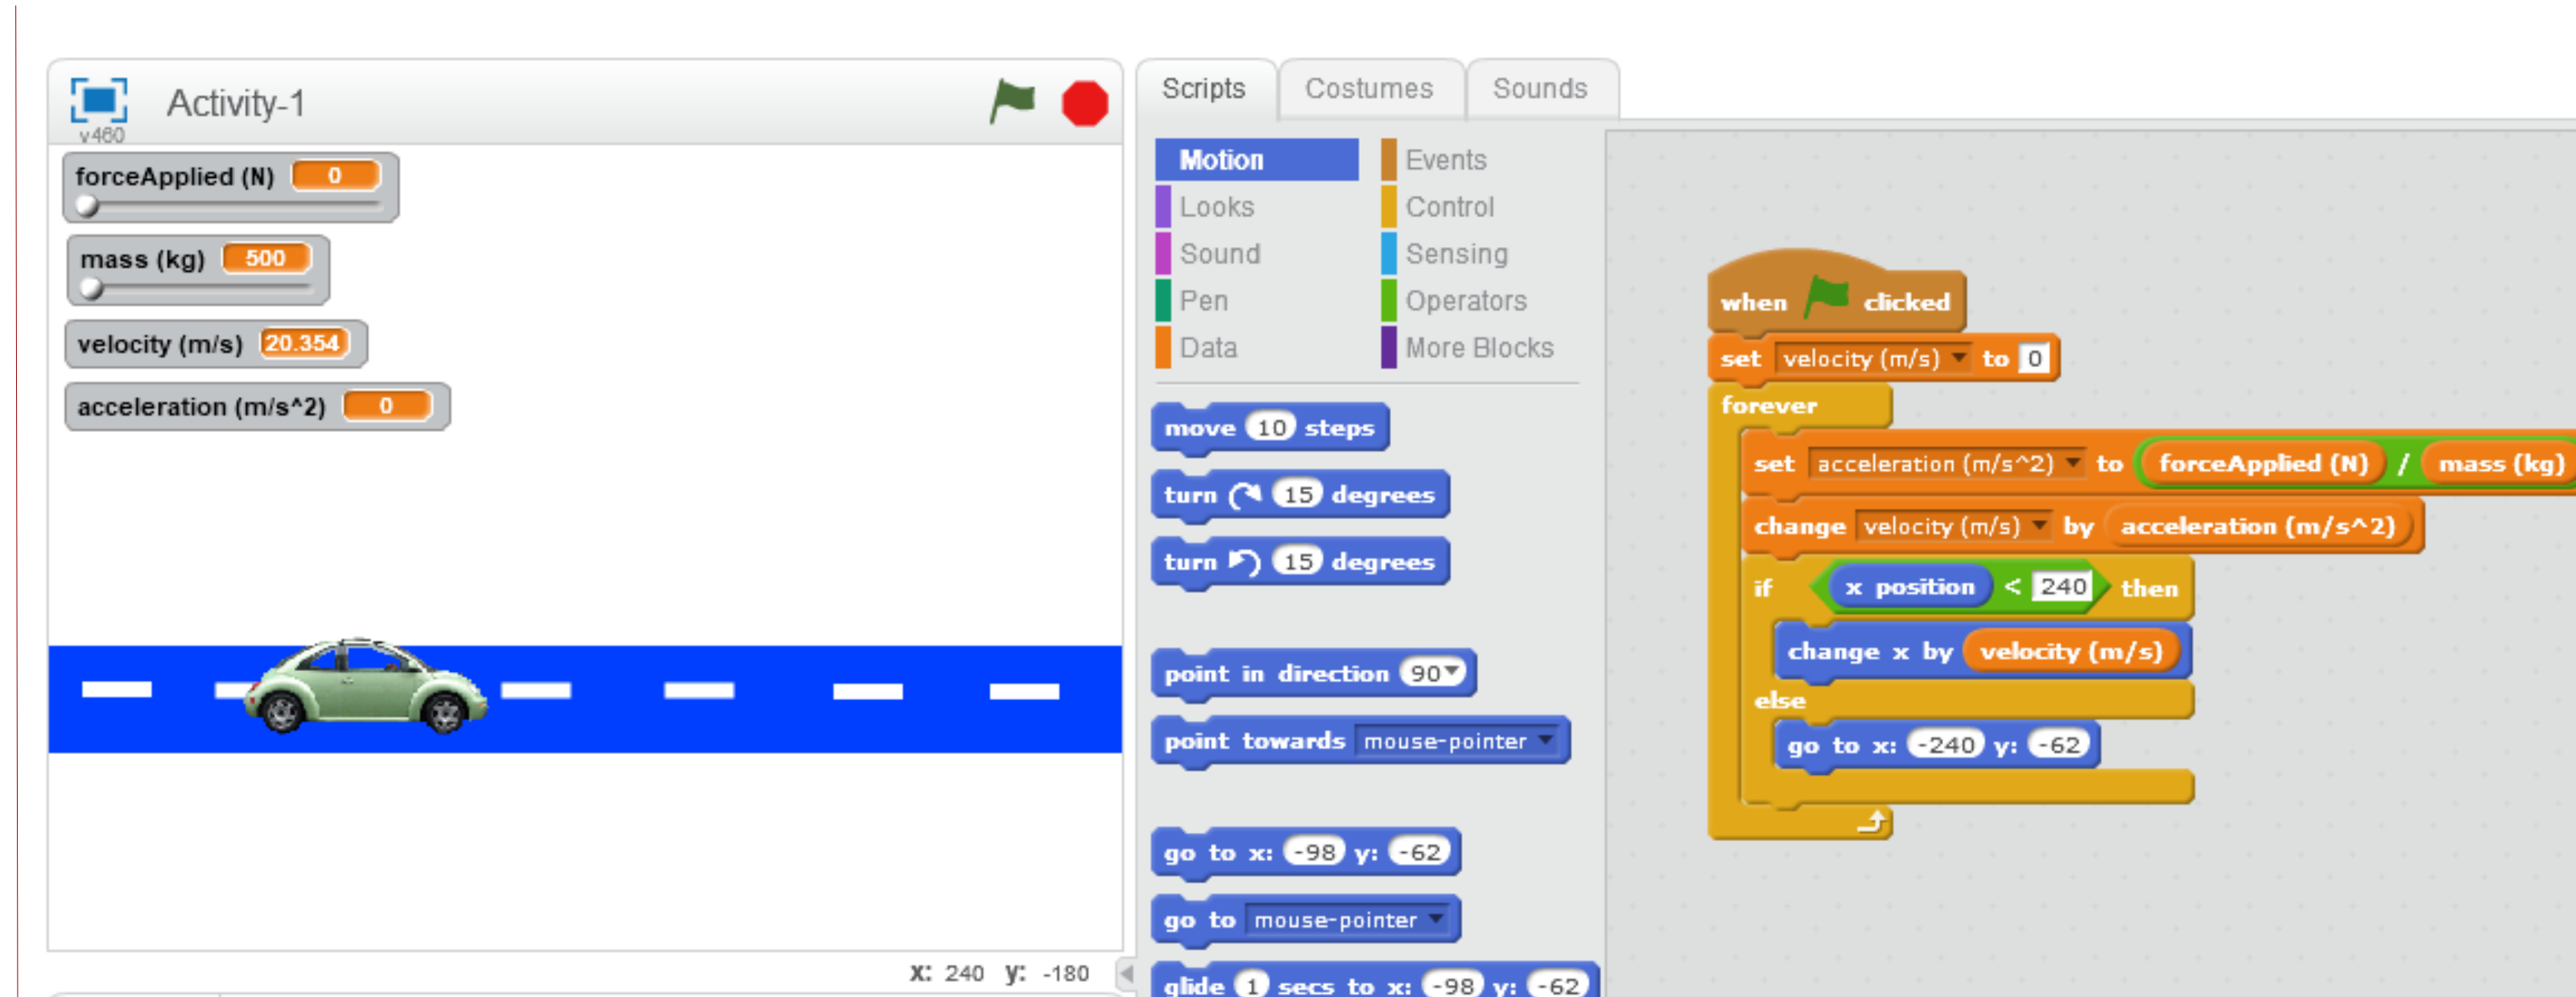 Activity-1
v460
forceApplied (N) 0
mass (kg) 500
velocity (m/s) 20.354
acceleration (m/s^2) 0
x: 240 y: -180
Scripts Costumes Sounds
Motion Events
Looks Control
Sound Sensing
Pen Operators
Data More Blocks
move 10 steps
turn 15 degrees
turn 15 degrees
point in direction 90
point towards mouse-pointer
go to x: -98 y: -62
go to mouse-pointer
glide 1 secs to x: -98 y: -62
when clicked
set velocity (m/s) to 0
forever
set acceleration (m/s^2) to forceApplied (N) / mass (kg)
change velocity (m/s) by acceleration (m/s^2)
if x position < 240 then
change x by velocity (m/s)
else
go to x: -240 y: -62